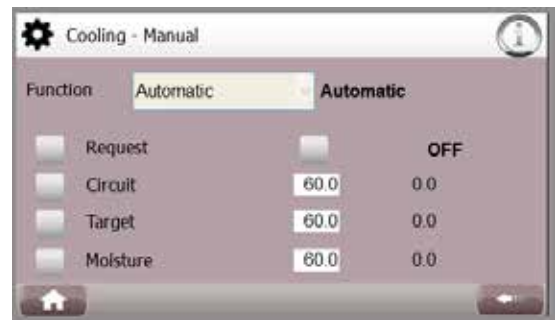 Cooling - Manual
Function Automatic Automatic
Request OFF
Circuit 60.0 0.0
Target 60.0 0.0
Moisture 60.0 0.0